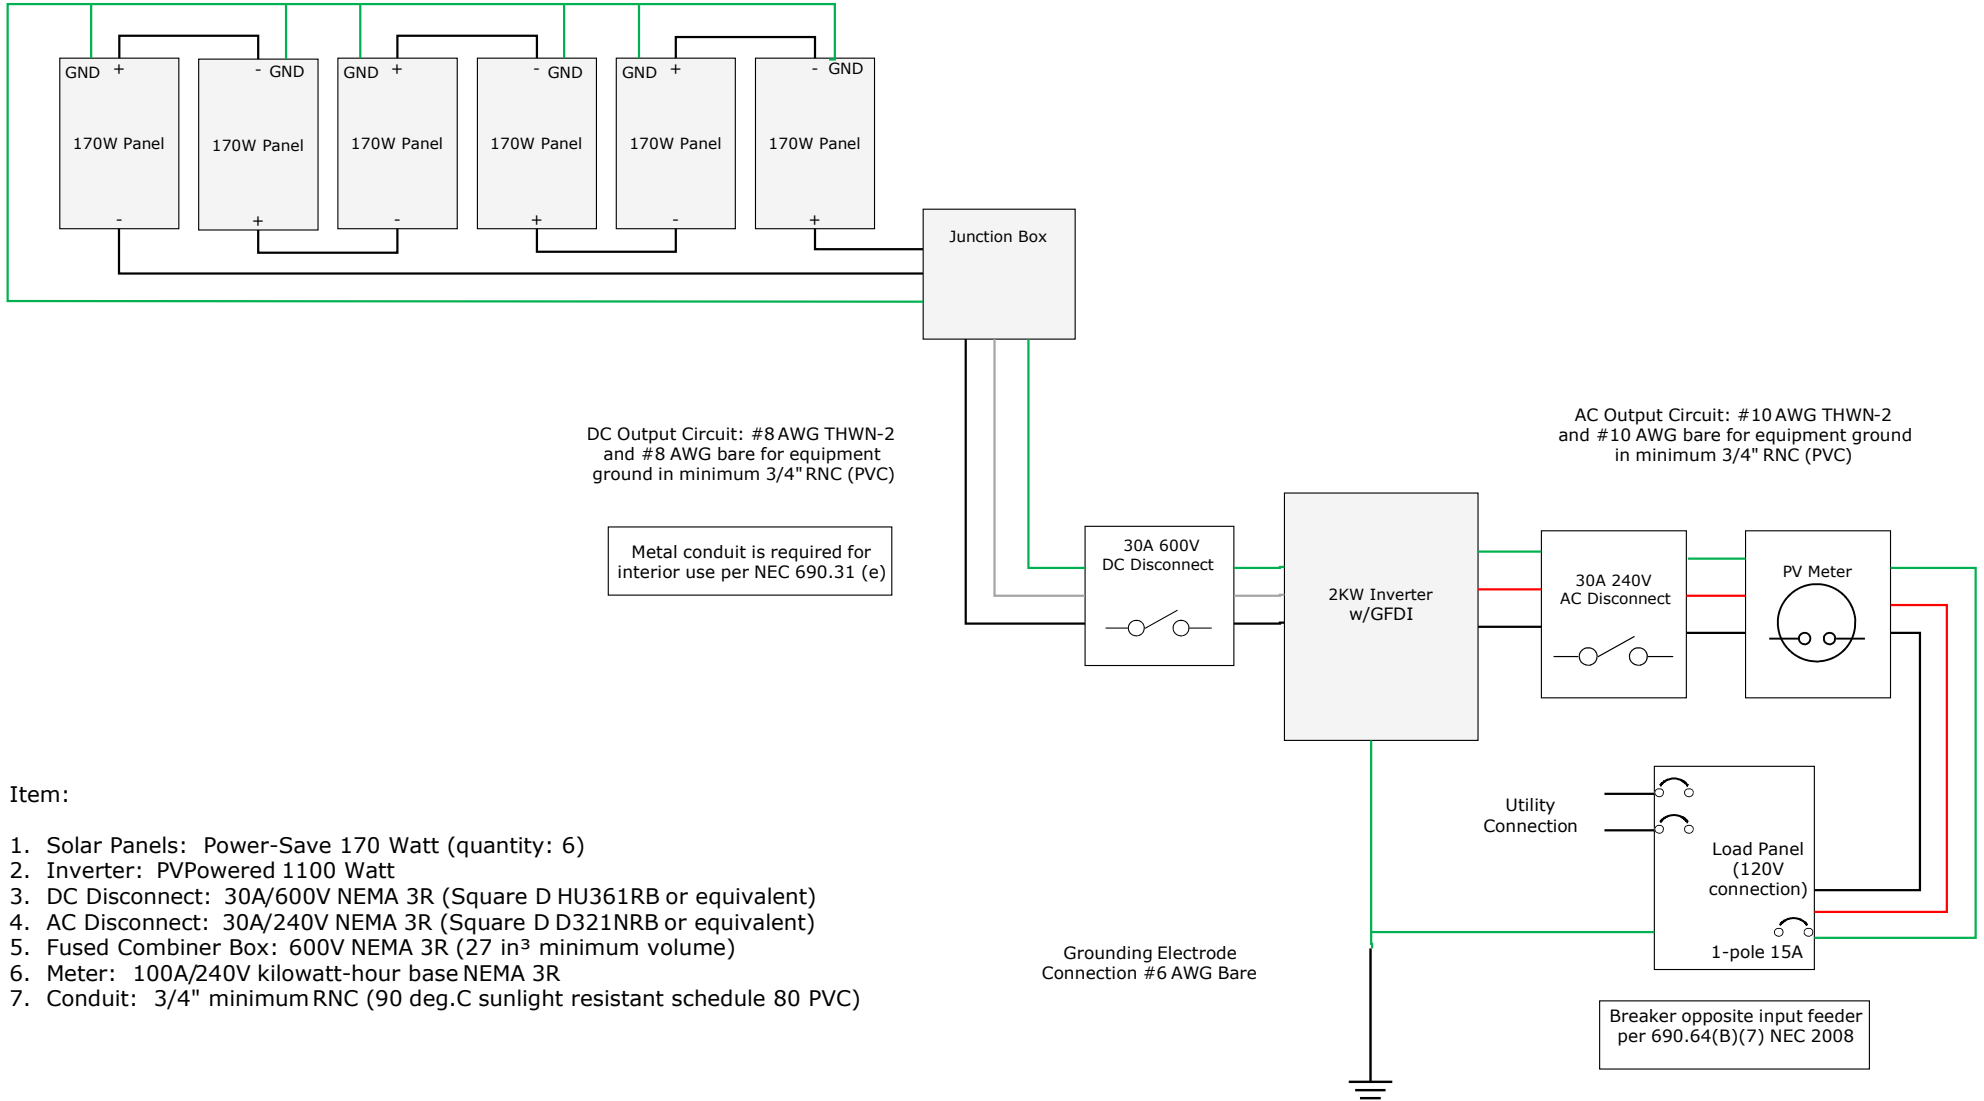 GND +
- GND
GND +
- GND
GND +
- GND
170W Panel
170W Panel
170W Panel
170W Panel
170W Panel
170W Panel
-
+
-
+
-
+
Junction Box
DC Output Circuit: #8 AWG THWN-2
and #8 AWG bare for equipment
ground in minimum 3/4" RNC (PVC)
Metal conduit is required for
interior use per NEC 690.31 (e)
AC Output Circuit: #10 AWG THWN-2
and #10 AWG bare for equipment ground
in minimum 3/4" RNC (PVC)
30A 600V
DC Disconnect
2KW Inverter
w/GFDI
30A 240V
AC Disconnect
PV Meter
Utility
Connection
Load Panel
(120V
connection)
1-pole 15A
Grounding Electrode
Connection #6 AWG Bare
Breaker opposite input feeder
per 690.64(B)(7) NEC 2008
Item:
1. Solar Panels: Power-Save 170 Watt (quantity: 6)
2. Inverter: PVPowered 1100 Watt
3. DC Disconnect: 30A/600V NEMA 3R (Square D HU361RB or equivalent)
4. AC Disconnect: 30A/240V NEMA 3R (Square D D321NRB or equivalent)
5. Fused Combiner Box: 600V NEMA 3R (27 in³ minimum volume)
6. Meter: 100A/240V kilowatt-hour base NEMA 3R
7. Conduit: 3/4" minimum RNC (90 deg.C sunlight resistant schedule 80 PVC)